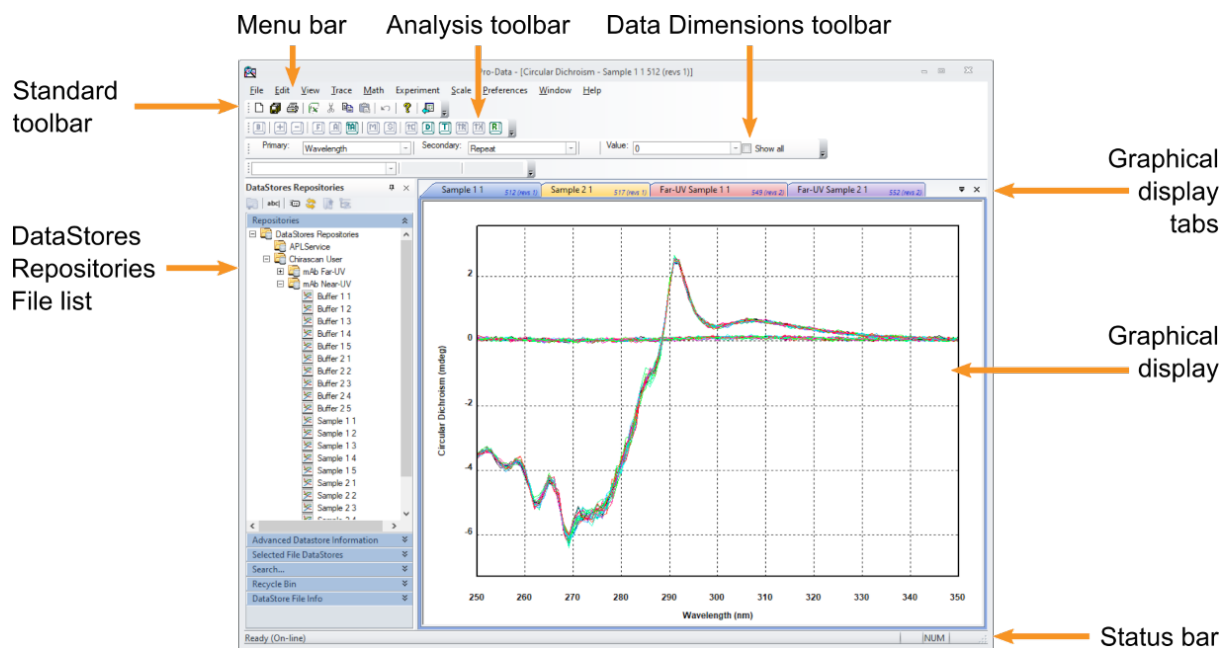 Menu bar
Analysis toolbar
Data Dimensions toolbar
Standard
toolbar
Pro-Data - [Circular Dichroism - Sample 1 1 512 (revs 1)]
File Edit View Trace Math Experiment Scale Preferences Window Help
Primary: Wavelength Secondary: Repeat Value: 0 Show all
DataStores Repositories
abc|
Sample 1 1 512 (revs 1) Sample 2 1 517 (revs 1) Far-UV Sample 1 1 549 (revs 2) Far-UV Sample 2 1 552 (revs 2)
Graphical
display
tabs
DataStores
Repositories
File list
Repositories
DataStores Repositories
APLService
Chirascan User
mAb Far-UV
mAb Near-UV
Buffer 1 1
Buffer 1 2
Buffer 1 3
Buffer 1 4
Buffer 1 5
Buffer 2 1
Buffer 2 2
Buffer 2 3
Buffer 2 4
Buffer 2 5
Sample 1 1
Sample 1 2
Sample 1 3
Sample 1 4
Sample 1 5
Sample 2 1
Sample 2 2
Sample 2 3
Advanced Datastore Information
Selected File DataStores
Search...
Recycle Bin
DataStore File Info
Circular Dichroism (mdeg)
2
0
-2
-4
-6
250 260 270 280 290 300 310 320 330 340 350
Wavelength (nm)
Graphical
display
Ready (On-line)
NUM
Status bar